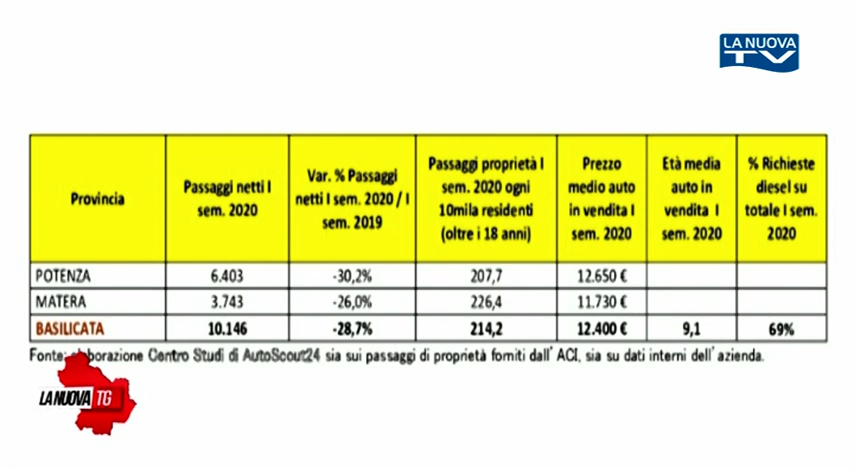 LA NUOVA
TV
Provincia
Passaggi netti I
sem. 2020
Var. % Passaggi
netti I sem. 2020 / I
sem. 2019
Passaggi proprietà I
sem. 2020 ogni
10mila residenti
(oltre i 18 anni)
Prezzo
medio auto
in vendita I
sem. 2020
Età media
auto in
vendita I
sem. 2020
% Richieste
diesel su
totale I sem.
2020
POTENZA 6.403 -30,2% 207,7 12.650 €
MATERA 3.743 -26,0% 226,4 11.730 €
BASILICATA 10.146 -28,7% 214,2 12.400 € 9,1 69%
Fonte: elaborazione Centro Studi di AutoScout24 sia sui passaggi di proprietà forniti dall' ACI, sia su dati interni dell'azienda.
LA NUOVA TG